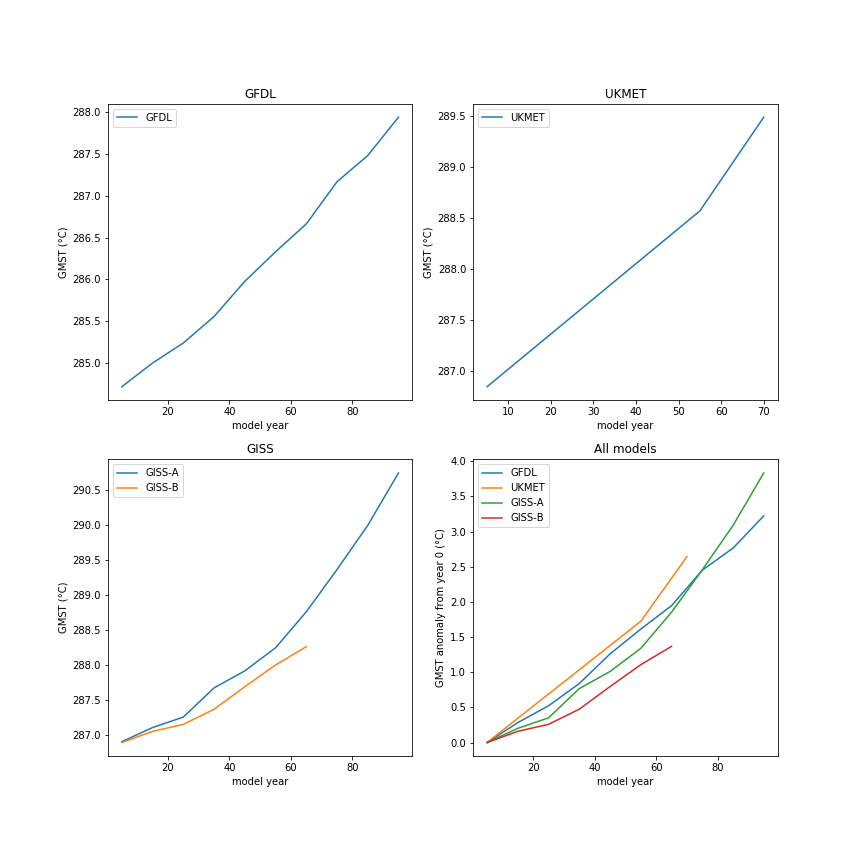 GFDL
GFDL
288.0
287.5
287.0
286.5
286.0
285.5
285.0
GMST (°C)
20 40 60 80
model year
UKMET
UKMET
289.5
289.0
288.5
288.0
287.5
287.0
GMST (°C)
10 20 30 40 50 60 70
model year
GISS
GISS-A
GISS-B
290.5
290.0
289.5
289.0
288.5
288.0
287.5
287.0
GMST (°C)
20 40 60 80
model year
All models
GFDL
UKMET
GISS-A
GISS-B
4.0
3.5
3.0
2.5
2.0
1.5
1.0
0.5
0.0
GMST anomaly from year 0 (°C)
20 40 60 80
model year